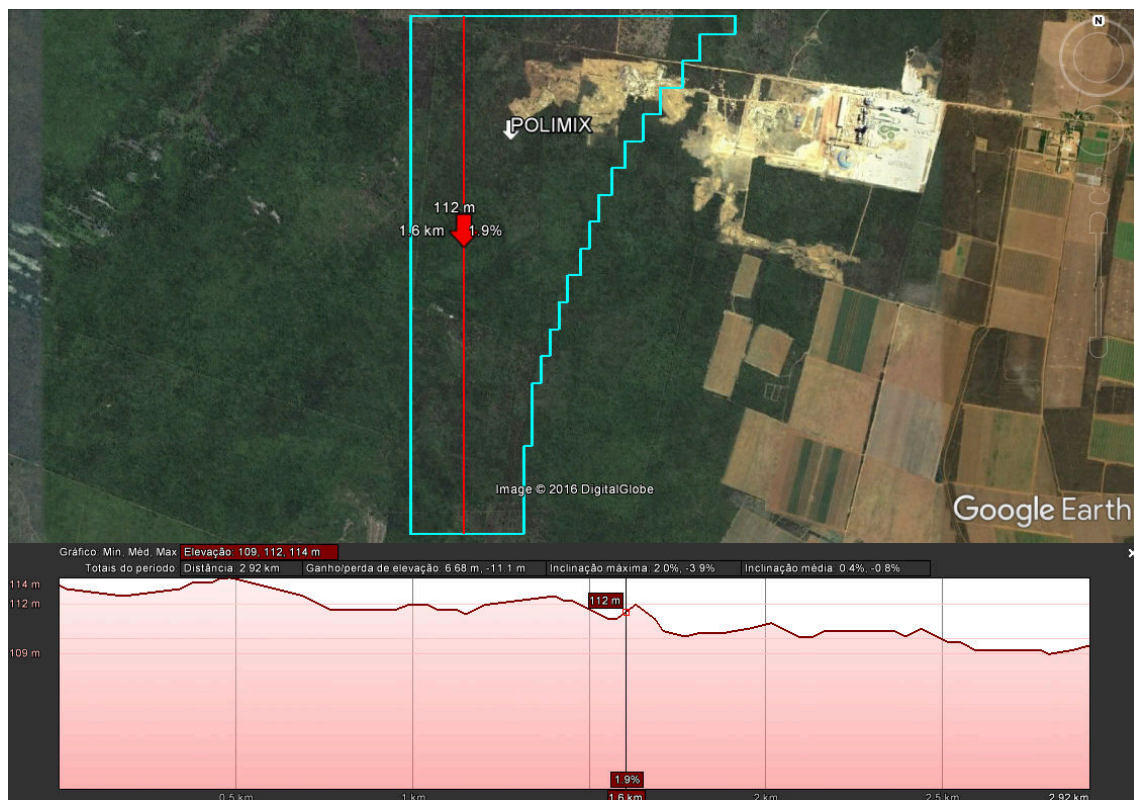 N
POLIMIX
112 m
1.6 km 1.9%
Image © 2016 DigitalGlobe
Google Earth
Gráfico: Min, Méd, Max Elevação: 109, 112, 114 m
Totais do período Distância: 2.92 km Ganho/perda de elevação: 6.68 m, -11.1 m Inclinação máxima: 2.0%, -3.9% Inclinação média: 0.4%, -0.8%
114 m
112 m
112 m
109 m
1.9%
0.5 km 1 km 1.6 km 2 km 2.5 km 2.92 km